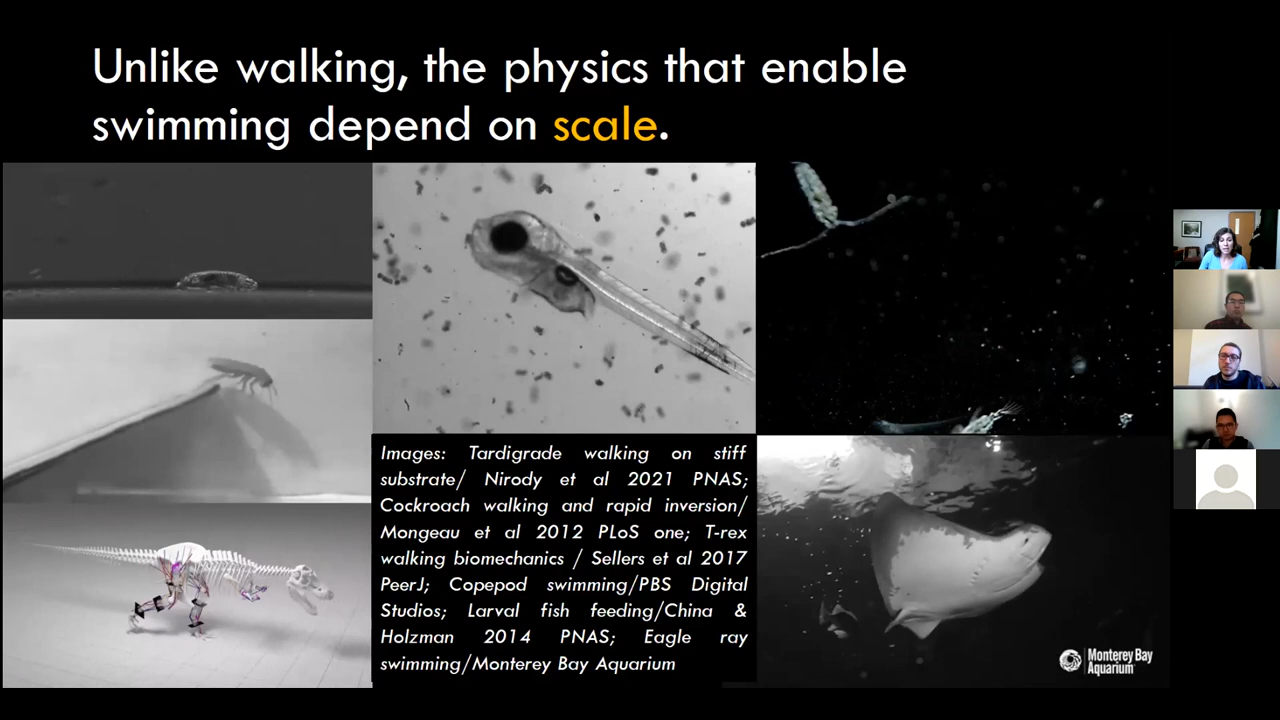 Unlike walking, the physics that enable
swimming depend on scale.
Images: Tardigrade walking on stiff
substrate/ Nirody et al 2021 PNAS;
Cockroach walking and rapid inversion/
Mongeau et al 2012 PLoS one; T-rex
walking biomechanics / Sellers et al 2017
PeerJ; Copepod swimming/PBS Digital
Studios; Larval fish feeding/China &
Holzman 2014 PNAS; Eagle ray
swimming/Monterey Bay Aquarium
Monterey Bay
Aquarium